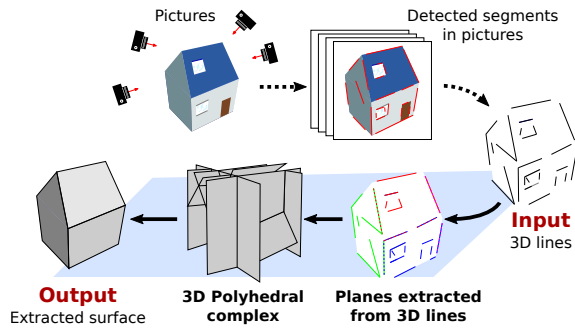 Pictures
Detected segments
in pictures
Input
3D lines
Planes extracted
from 3D lines
3D Polyhedral
complex
Output
Extracted surface